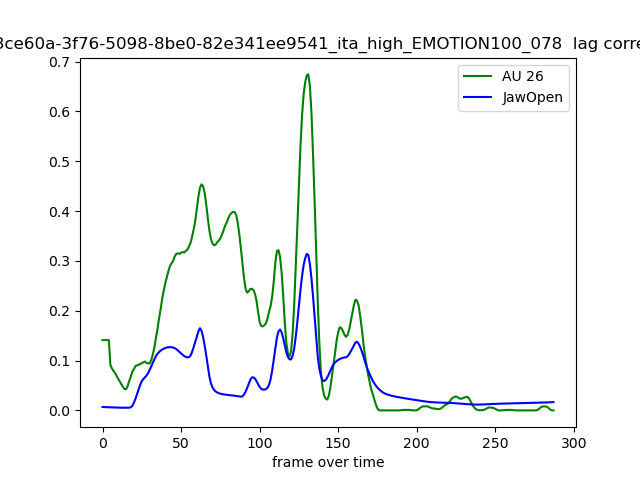 3ce60a-3f76-5098-8be0-82e341ee9541_ita_high_EMOTION100_078 lag corre
AU 26
JawOpen
0.7
0.6
0.5
0.4
0.3
0.2
0.1
0.0
0 50 100 150 200 250 300
frame over time